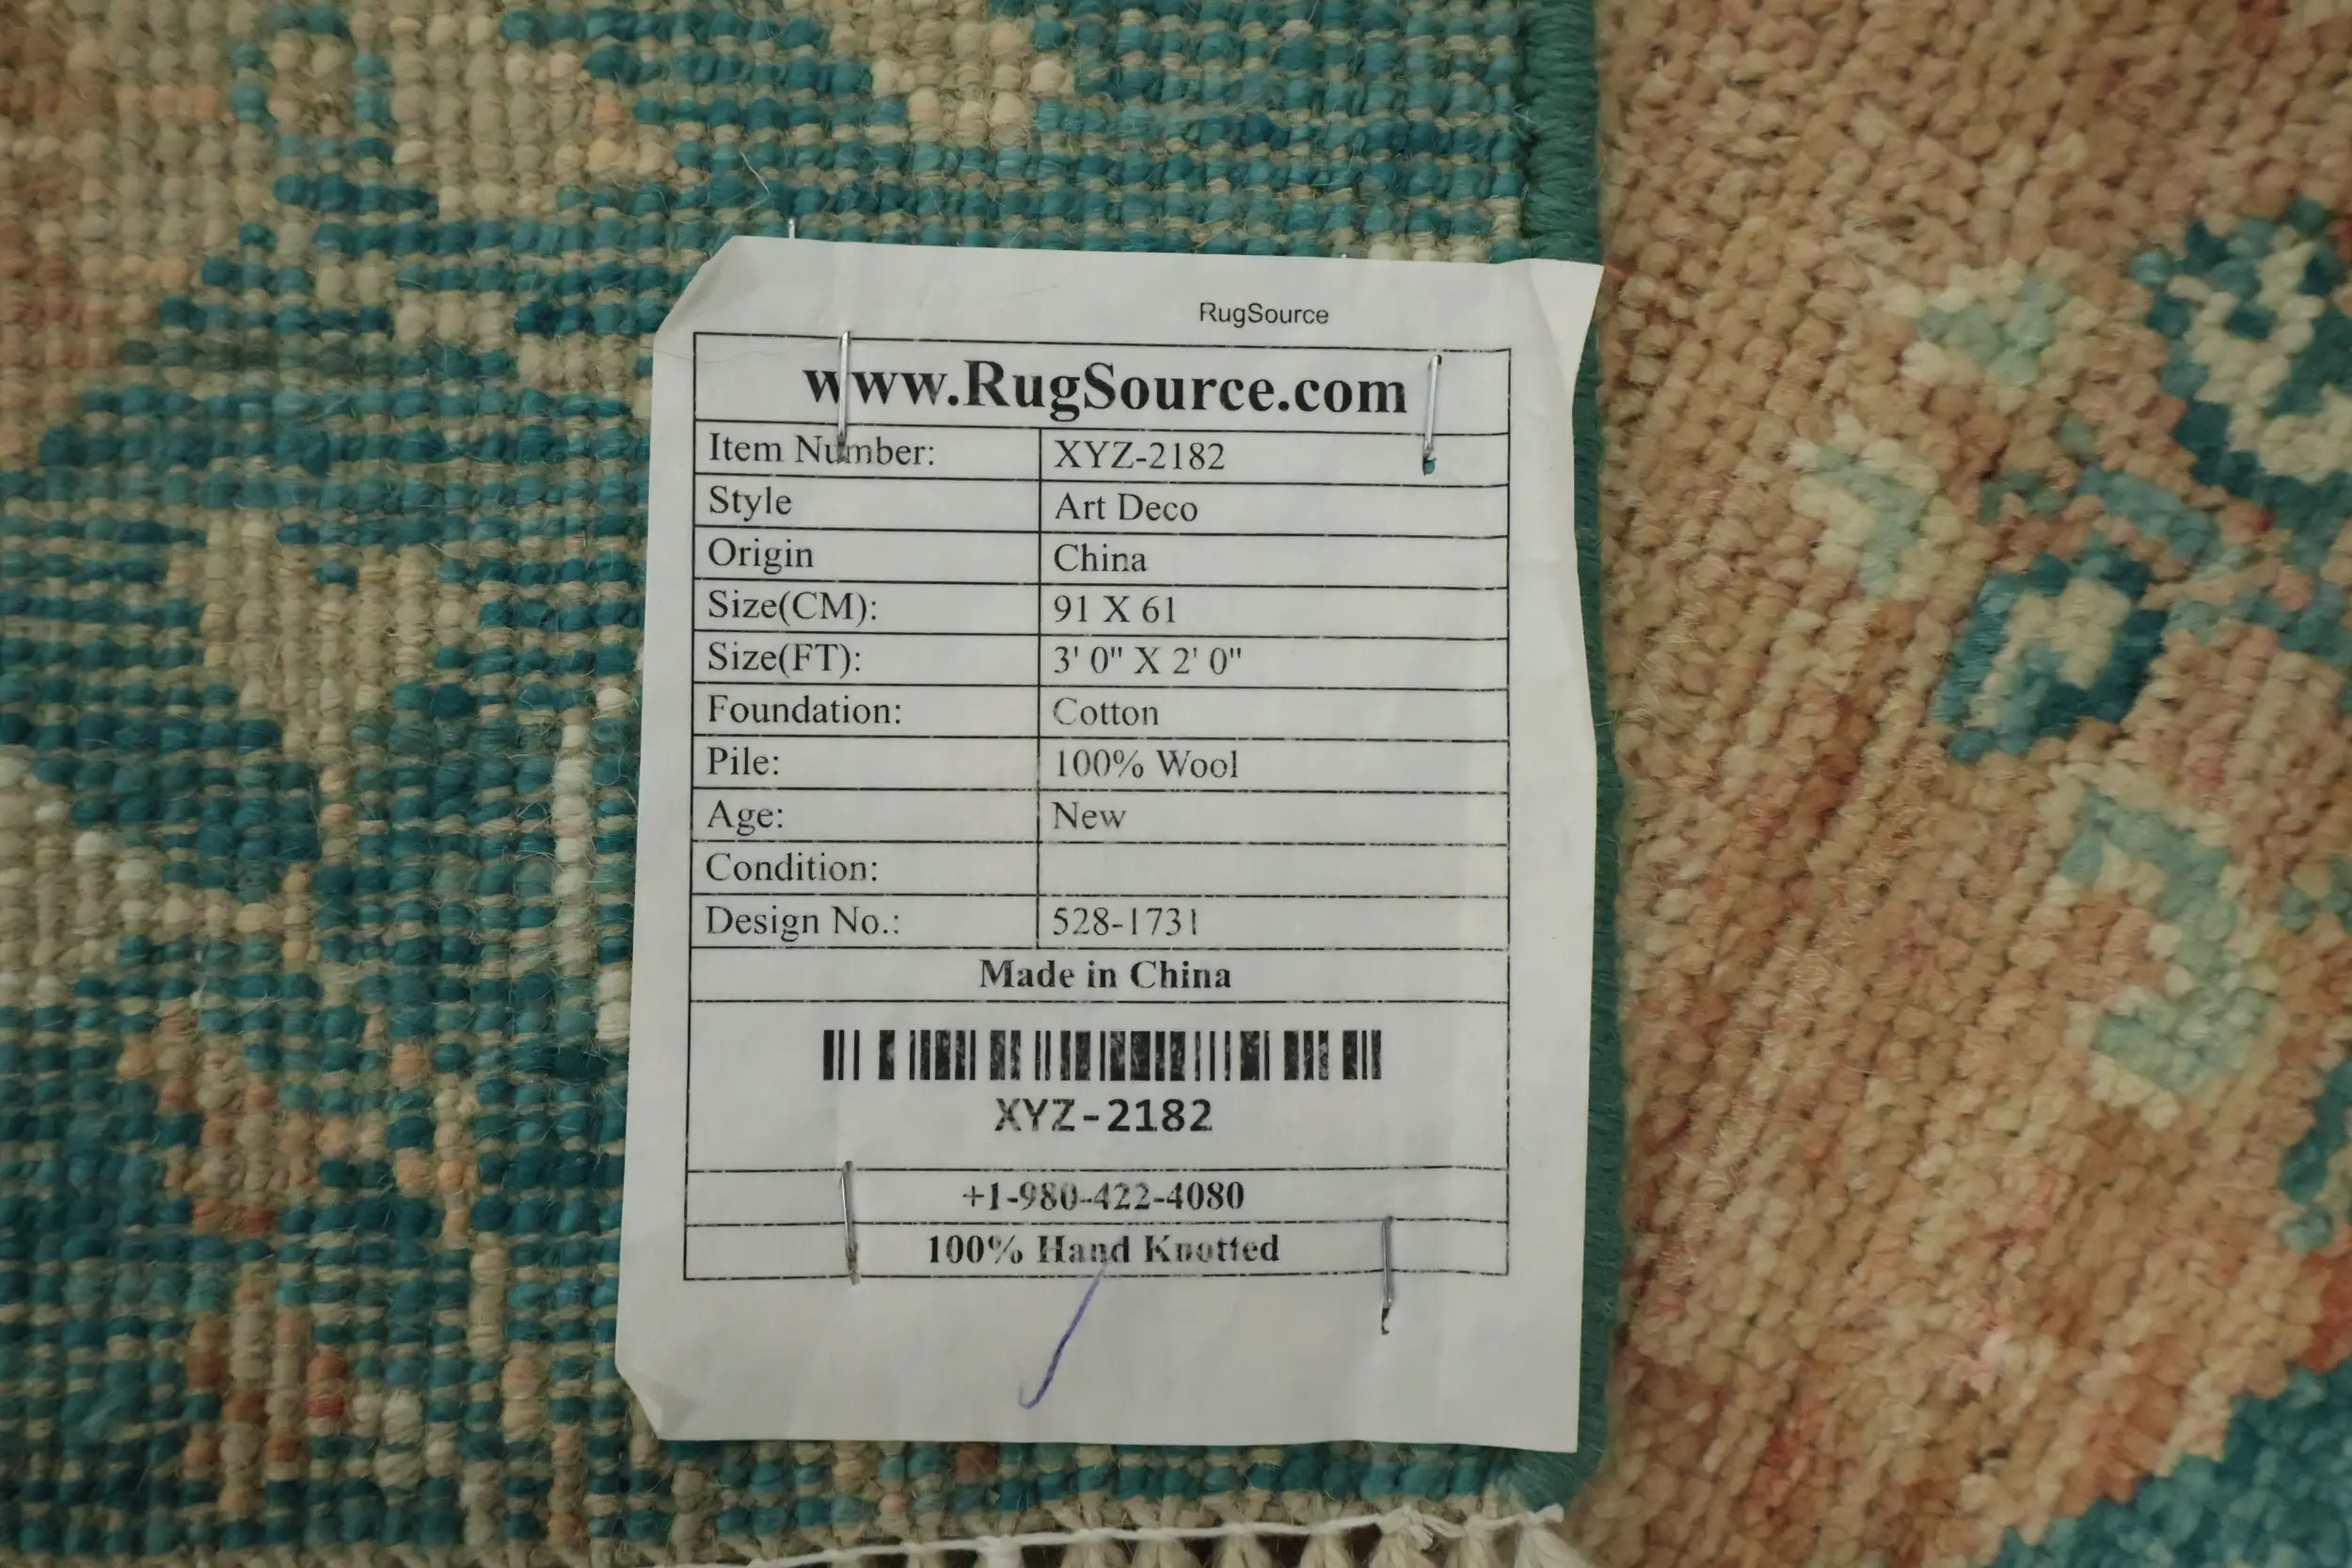 RugSource
www.RugSource.com
Item Number: XYZ-2182
Style Art Deco
Origin China
Size(CM): 91 X 61
Size(FT): 3' 0" X 2' 0"
Foundation: Cotton
Pile: 100% Wool
Age: New
Condition:
Design No.: 528-1731
Made in China
XYZ-2182
+1-980-422-4080
100% Hand Knotted